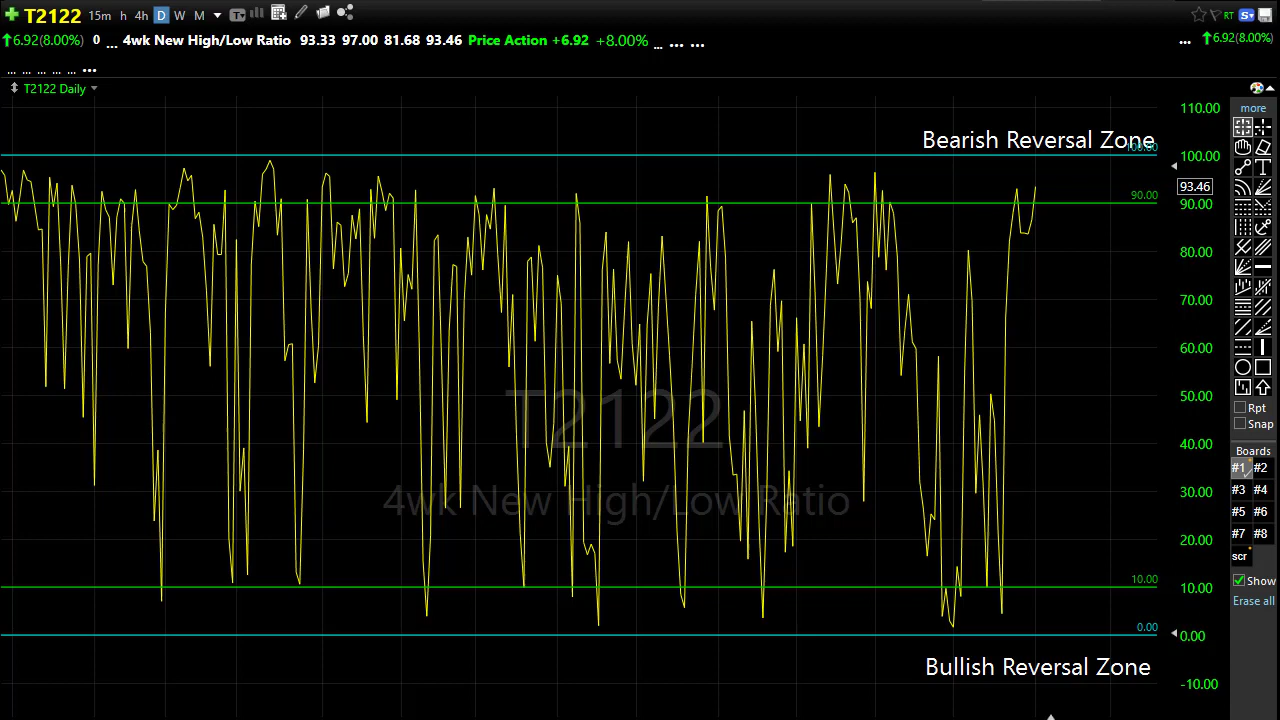 T2122 15m h 4h D W M RT
6.92(8.00%) 0 ... 4wk New High/Low Ratio 93.33 97.00 81.68 93.46 Price Action +6.92 +8.00% ... ... ... ... 6.92(8.00%)
... ... ... ... ... ...
T2122 Daily
more
110.00
Bearish Reversal Zone
100.00
100.00
93.46
90.00
90.00
80.00
70.00
60.00
50.00
T2122
40.00
4wk New High/Low Ratio
30.00
20.00
10.00
10.00
0.00
0.00
Bullish Reversal Zone
-10.00
Rpt
Snap
Boards
#1 #2
#3 #4
#5 #6
#7 #8
scr
Show
Erase all